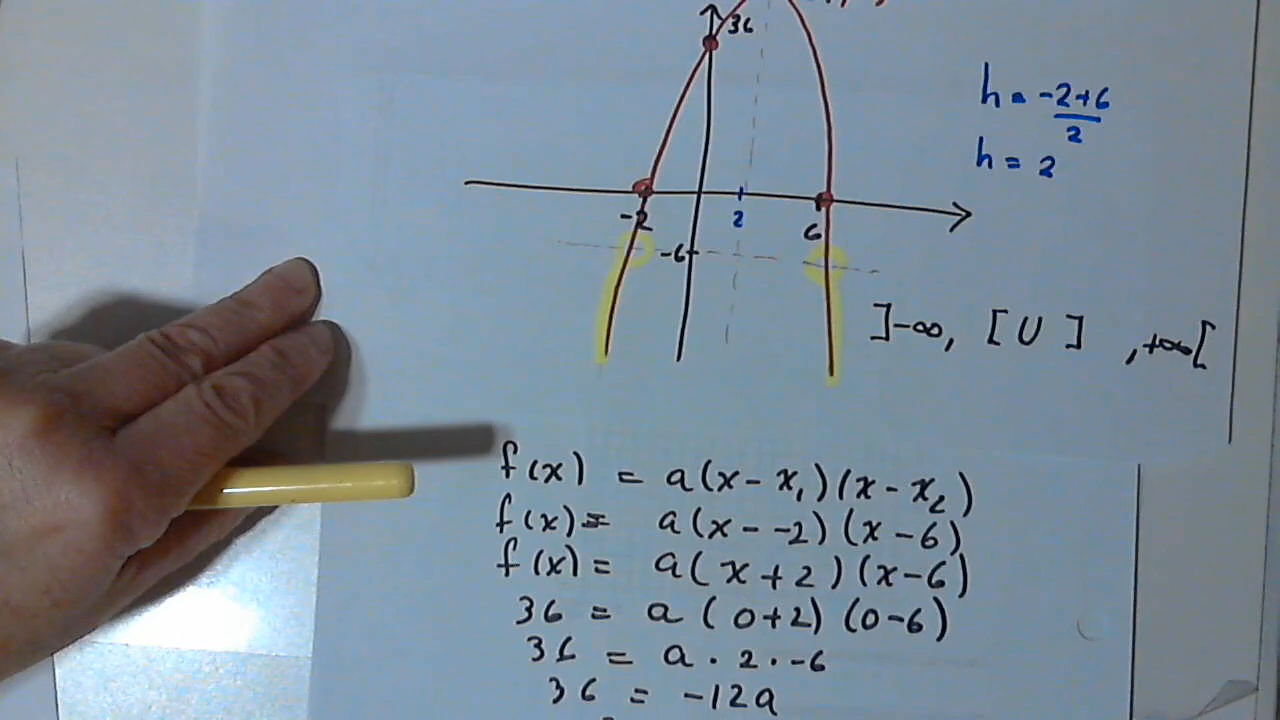 36
h = -2+6
2
h = 2
-2 2 6
-6
]-∞, [ U ] ,+∞[
f(x) = a(x - x₁)(x - x₂)
f(x) = a(x - -2)(x - 6)
f(x) = a(x + 2)(x - 6)
36 = a(0+2)(0-6)
36 = a · 2 · -6
36 = -12a